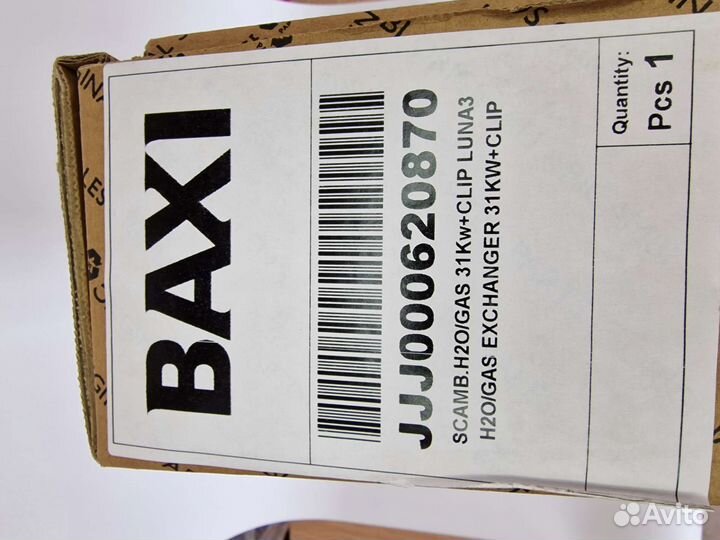 BAXI
JJJ000620870
SCAMB.H2O/GAS 31Kw+CLIP LUNA3
H2O/GAS EXCHANGER 31KW+CLIP
Quantity:
Pcs 1
Avito